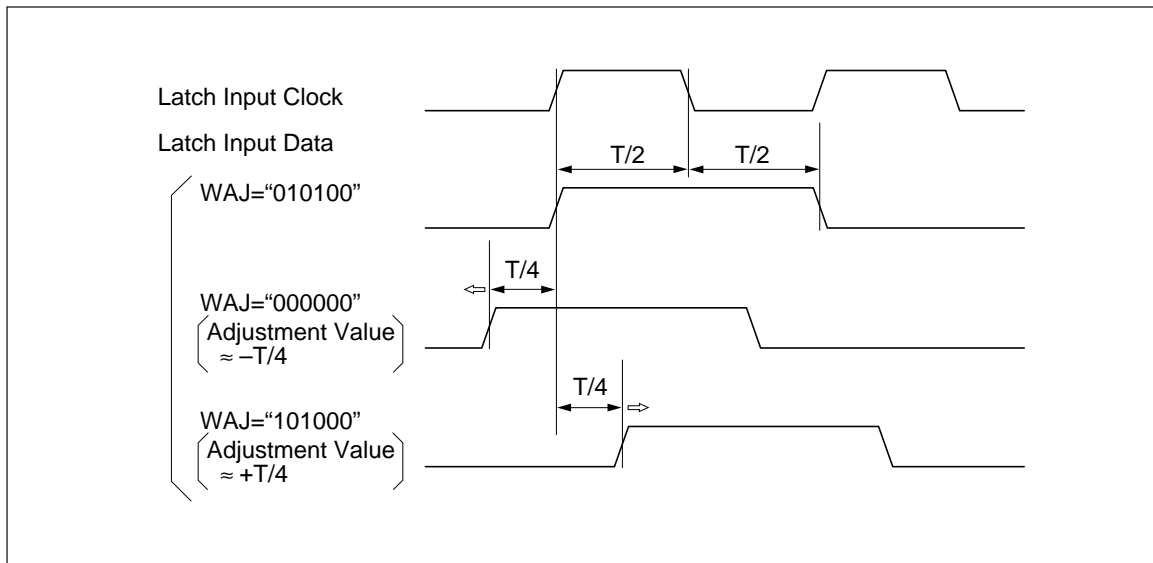 Latch Input Clock
Latch Input Data
T/2 T/2
WAJ=“010100”
T/4
WAJ=“000000”
Adjustment Value
≈ –T/4
T/4
WAJ=“101000”
Adjustment Value
≈ +T/4